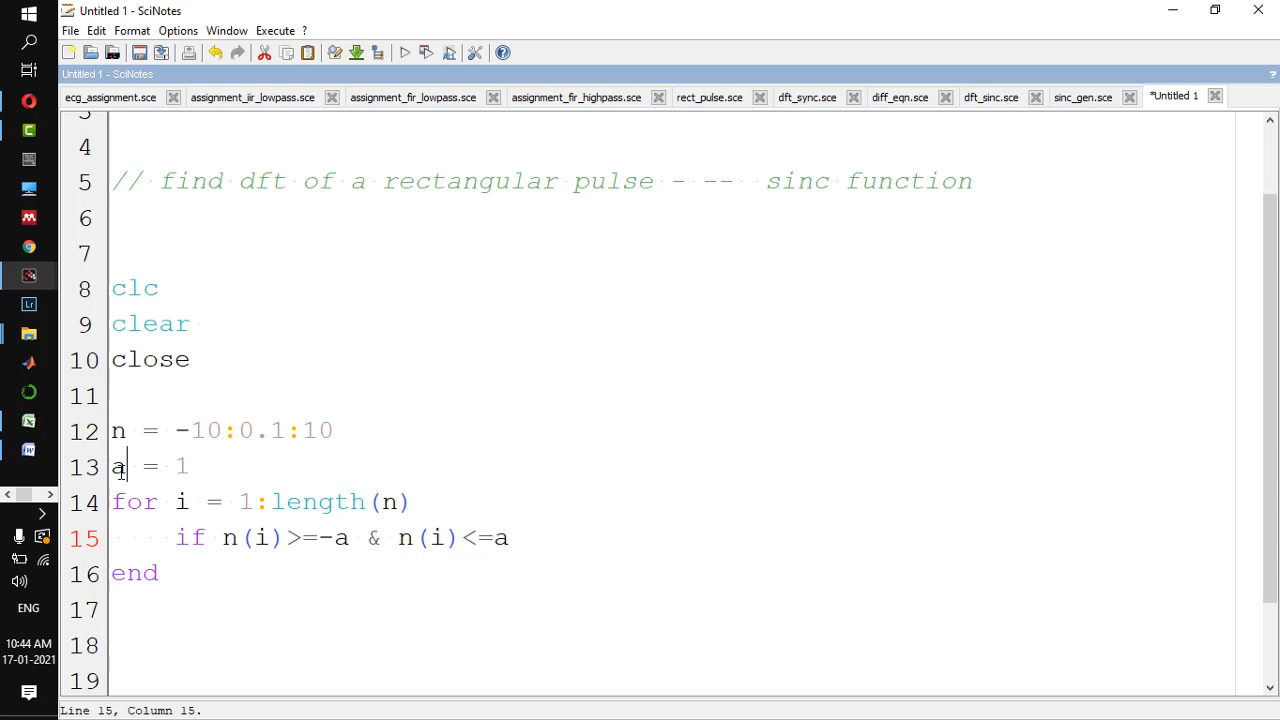 Untitled 1 - SciNotes
File Edit Format Options Window Execute ?
Untitled 1 - SciNotes
?
ecg_assignment.sce assignment_iir_lowpass.sce assignment_fir_lowpass.sce assignment_fir_highpass.sce rect_pulse.sce dft_sync.sce diff_eqn.sce dft_sinc.sce sinc_gen.sce *Untitled 1
4
5 // find dft of a rectangular pulse - -- sinc function
6
7
8 clc
9 clear
10 close
11
12 n = -10:0.1:10
13 a = 1
14 for i = 1:length(n)
15 if n(i)>=-a & n(i)<=a
16 end
17
18
19
Line 15, Column 15.
Lr
ENG
10:44 AM
17-01-2021